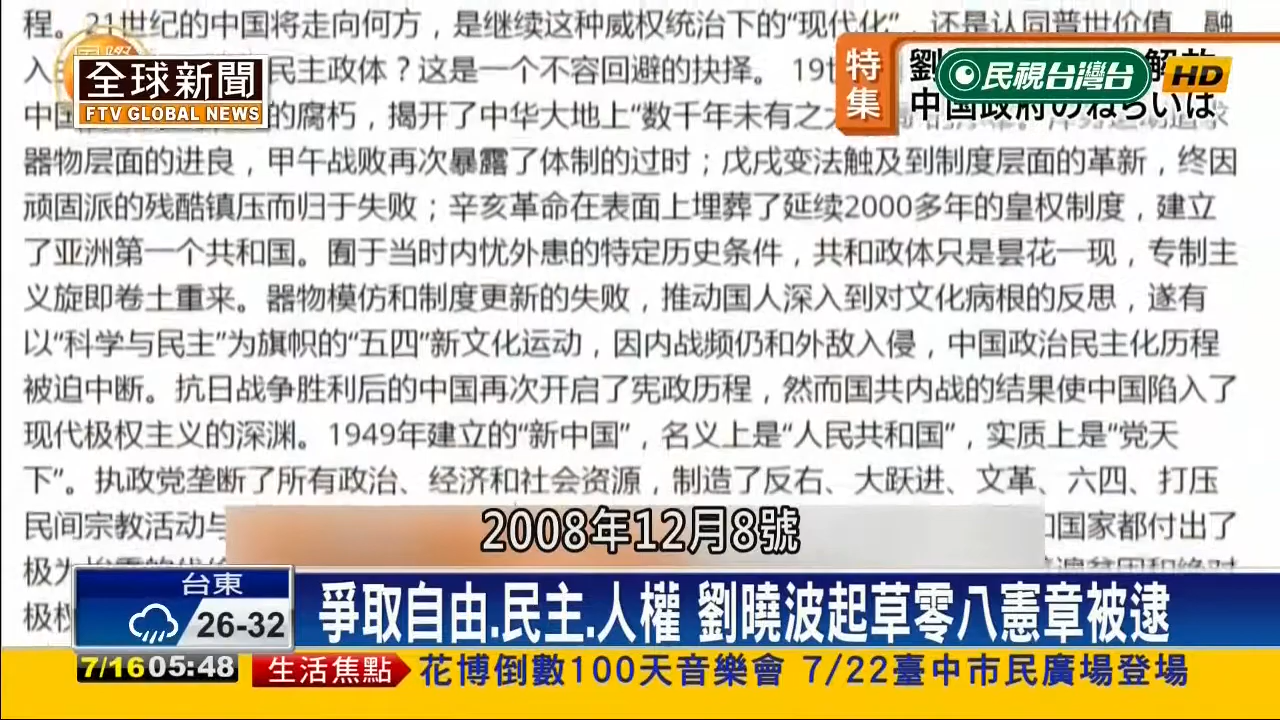 程。21世纪的中国将走向何方，是继续这种威权统治下的“现代化”，还是认同普世价值、融
入
民主政体？这是一个不容回避的抉择。 19世
全球新聞
FTV GLOBAL NEWS
特集
劉
解放
中国政府のねらいは
民視台灣台 HD
中国
的腐朽，揭开了中华大地上“数千年未有之
器物层面的进良，甲午战败再次暴露了体制的过时；戊戌变法触及到制度层面的革新，终因
顽固派的残酷镇压而归于失败；辛亥革命在表面上埋葬了延续2000多年的皇权制度，建立
了亚洲第一个共和国。囿于当时内忧外患的特定历史条件，共和政体只是昙花一现，专制主
义旋即卷土重来。器物模仿和制度更新的失败，推动国人深入到对文化病根的反思，遂有
以“科学与民主”为旗帜的“五四”新文化运动，因内战频仍和外敌入侵，中国政治民主化历程
被迫中断。抗日战争胜利后的中国再次开启了宪政历程，然而国共内战的结果使中国陷入了
现代极权主义的深渊。1949年建立的“新中国”，名义上是“人民共和国”，实质上是“党天
下”。执政党垄断了所有政治、经济和社会资源，制造了反右、大跃进、文革、六四、打压
民间宗教活动与
和国家都付出了
极为
极权
2008年12月8號
台東
26-32
爭取自由.民主.人權 劉曉波起草零八憲章被逮
7/16 05:48
生活焦點
花博倒數100天音樂會 7/22臺中市民廣場登場